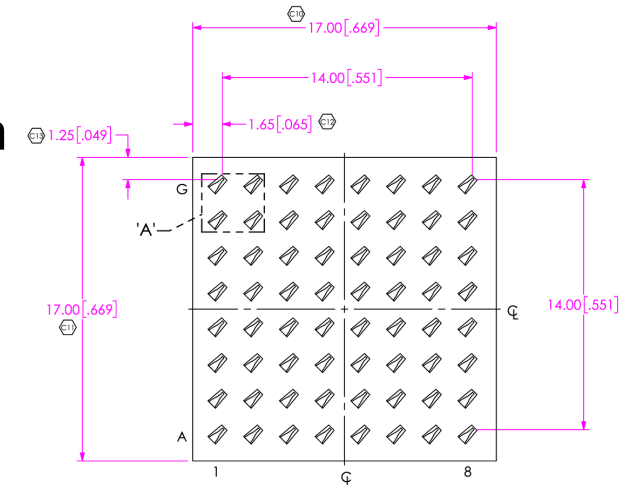 C10
17.00[.669]
14.00[.551]
1.65[.065] C12
C13 1.25[.049]
G
'A'
17.00[.669]
C11
℄
14.00[.551]
A
1
℄
8